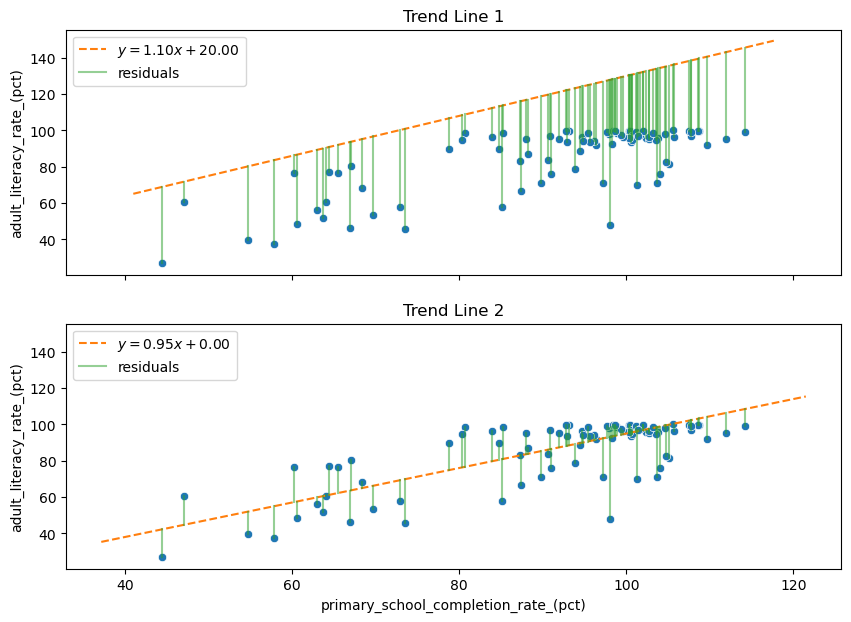 Trend Line 1
y = 1.10x + 20.00
residuals
adult_literacy_rate_(pct)
140
120
100
80
60
40
Trend Line 2
y = 0.95x + 0.00
residuals
adult_literacy_rate_(pct)
140
120
100
80
60
40
40 60 80 100 120
primary_school_completion_rate_(pct)